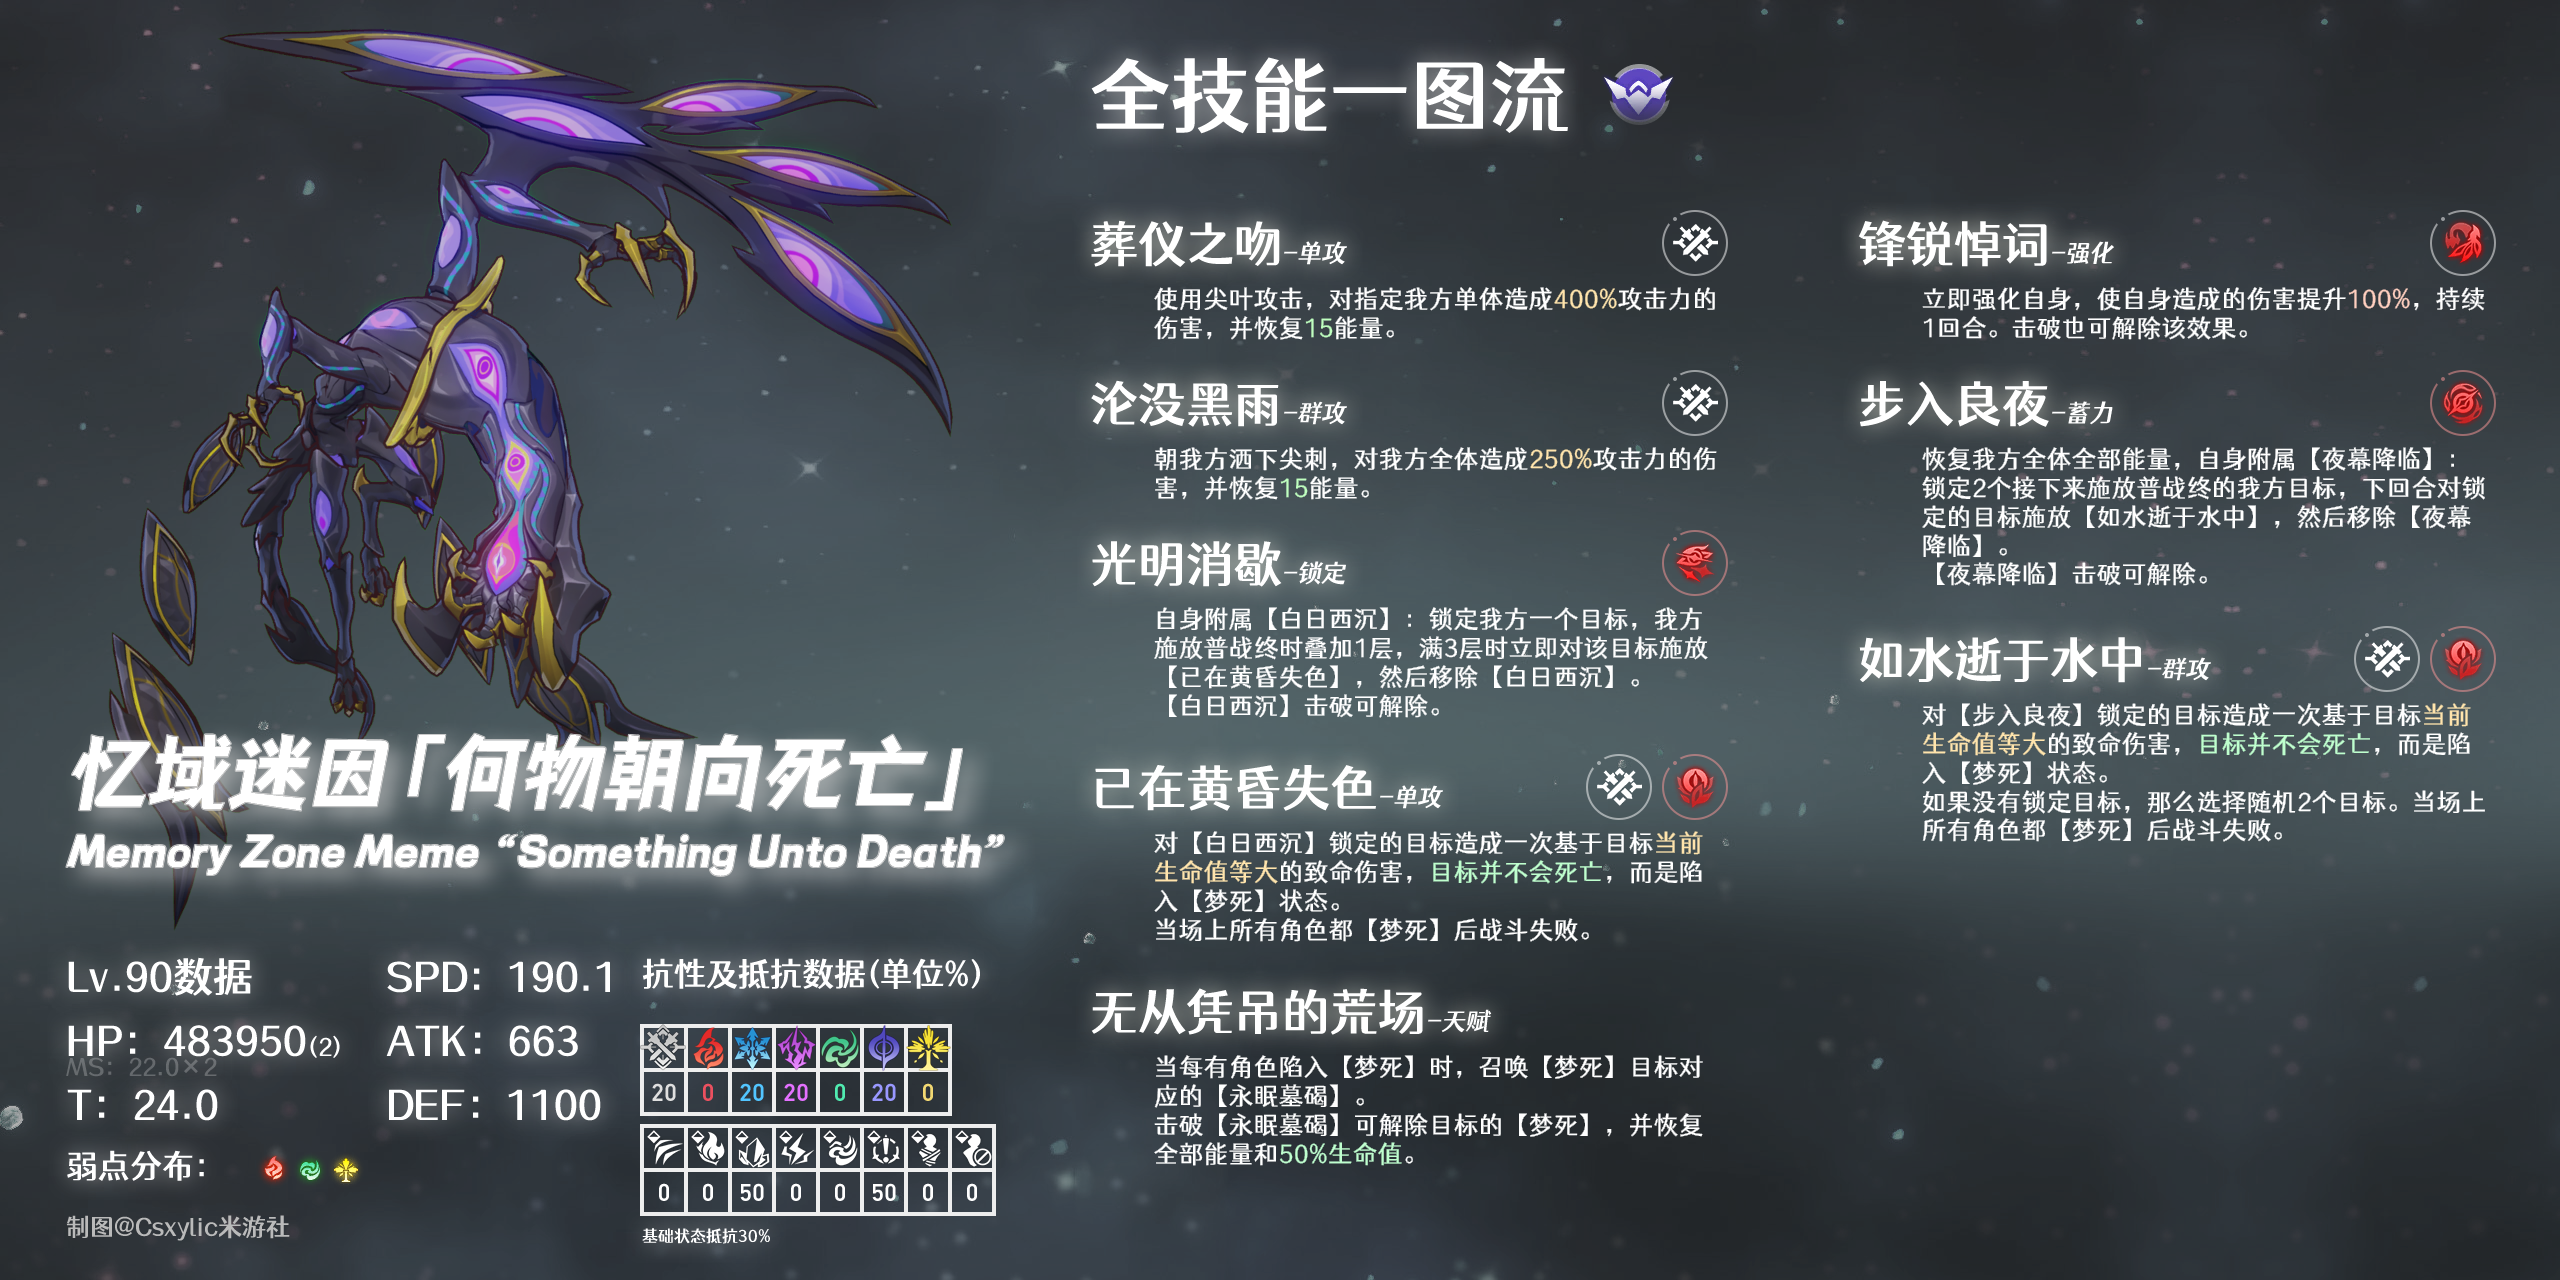 全技能一图流
忆域迷因「何物朝向死亡」
Memory Zone Meme “Something Unto Death”
Lv.90数据
SPD：190.1
HP：483950(2)
ATK：663
MS：22.0×2
T：24.0
DEF：1100
弱点分布：
制图@Csxylic米游社
抗性及抵抗数据(单位%)
20 0 20 20 0 20 0
0 0 50 0 0 50 0 0
基础状态抵抗30%
葬仪之吻–单攻
使用尖叶攻击，对指定我方单体造成400%攻击力的
伤害，并恢复15能量。
沦没黑雨–群攻
朝我方洒下尖刺，对我方全体造成250%攻击力的伤
害，并恢复15能量。
光明消歇–锁定
自身附属【白日西沉】：锁定我方一个目标，我方
施放普战终时叠加1层，满3层时立即对该目标施放
【已在黄昏失色】，然后移除【白日西沉】。
【白日西沉】击破可解除。
已在黄昏失色–单攻
对【白日西沉】锁定的目标造成一次基于目标当前
生命值等大的致命伤害，目标并不会死亡，而是陷
入【梦死】状态。
当场上所有角色都【梦死】后战斗失败。
无从凭吊的荒场–天赋
当每有角色陷入【梦死】时，召唤【梦死】目标对
应的【永眠墓碣】。
击破【永眠墓碣】可解除目标的【梦死】，并恢复
全部能量和50%生命值。
锋锐悼词–强化
立即强化自身，使自身造成的伤害提升100%，持续
1回合。击破也可解除该效果。
步入良夜–蓄力
恢复我方全体全部能量，自身附属【夜幕降临】：
锁定2个接下来施放普战终的我方目标，下回合对锁
定的目标施放【如水逝于水中】，然后移除【夜幕
降临】。
【夜幕降临】击破可解除。
如水逝于水中–群攻
对【步入良夜】锁定的目标造成一次基于目标当前
生命值等大的致命伤害，目标并不会死亡，而是陷
入【梦死】状态。
如果没有锁定目标，那么选择随机2个目标。当场上
所有角色都【梦死】后战斗失败。